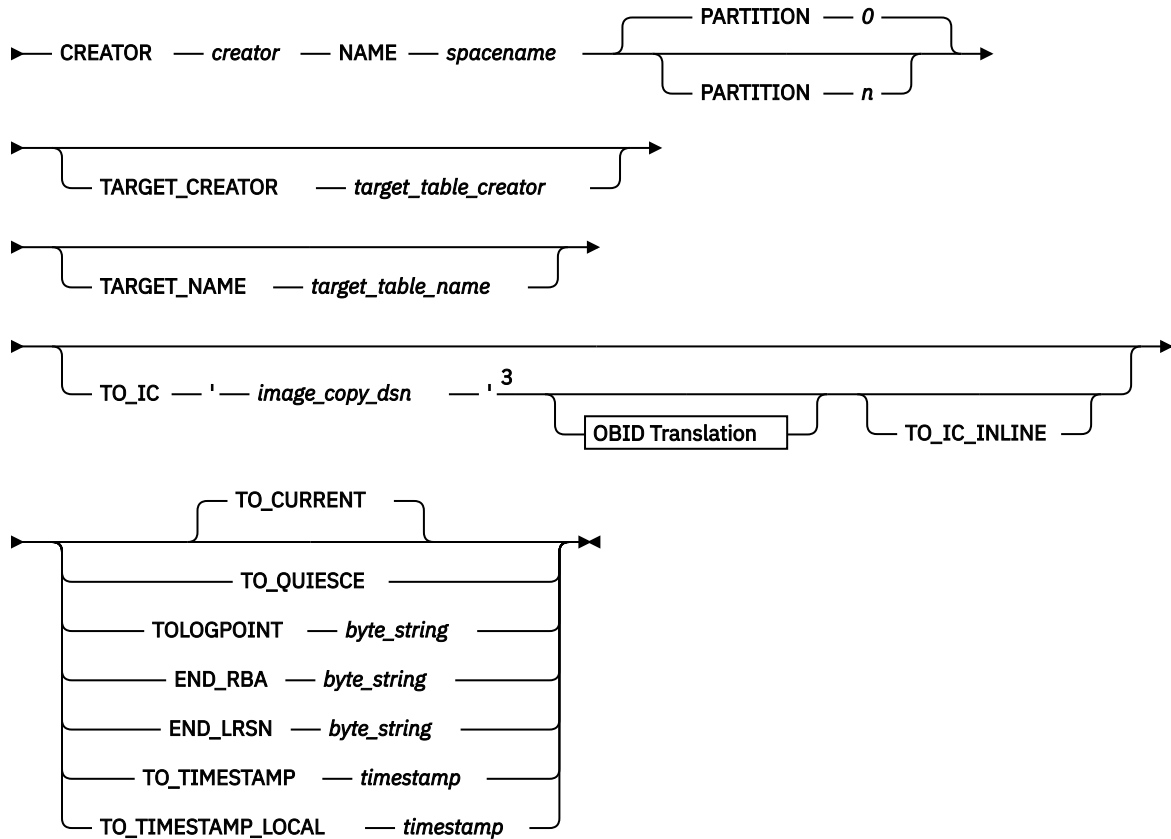 PARTITION 0
CREATOR creator NAME spacename
PARTITION n
TARGET_CREATOR target_table_creator
TARGET_NAME target_table_name
TO_IC ' image_copy_dsn ' 3
OBID Translation TO_IC_INLINE
TO_CURRENT
TO_QUIESCE
TOLOGPOINT byte_string
END_RBA byte_string
END_LRSN byte_string
TO_TIMESTAMP timestamp
TO_TIMESTAMP_LOCAL timestamp